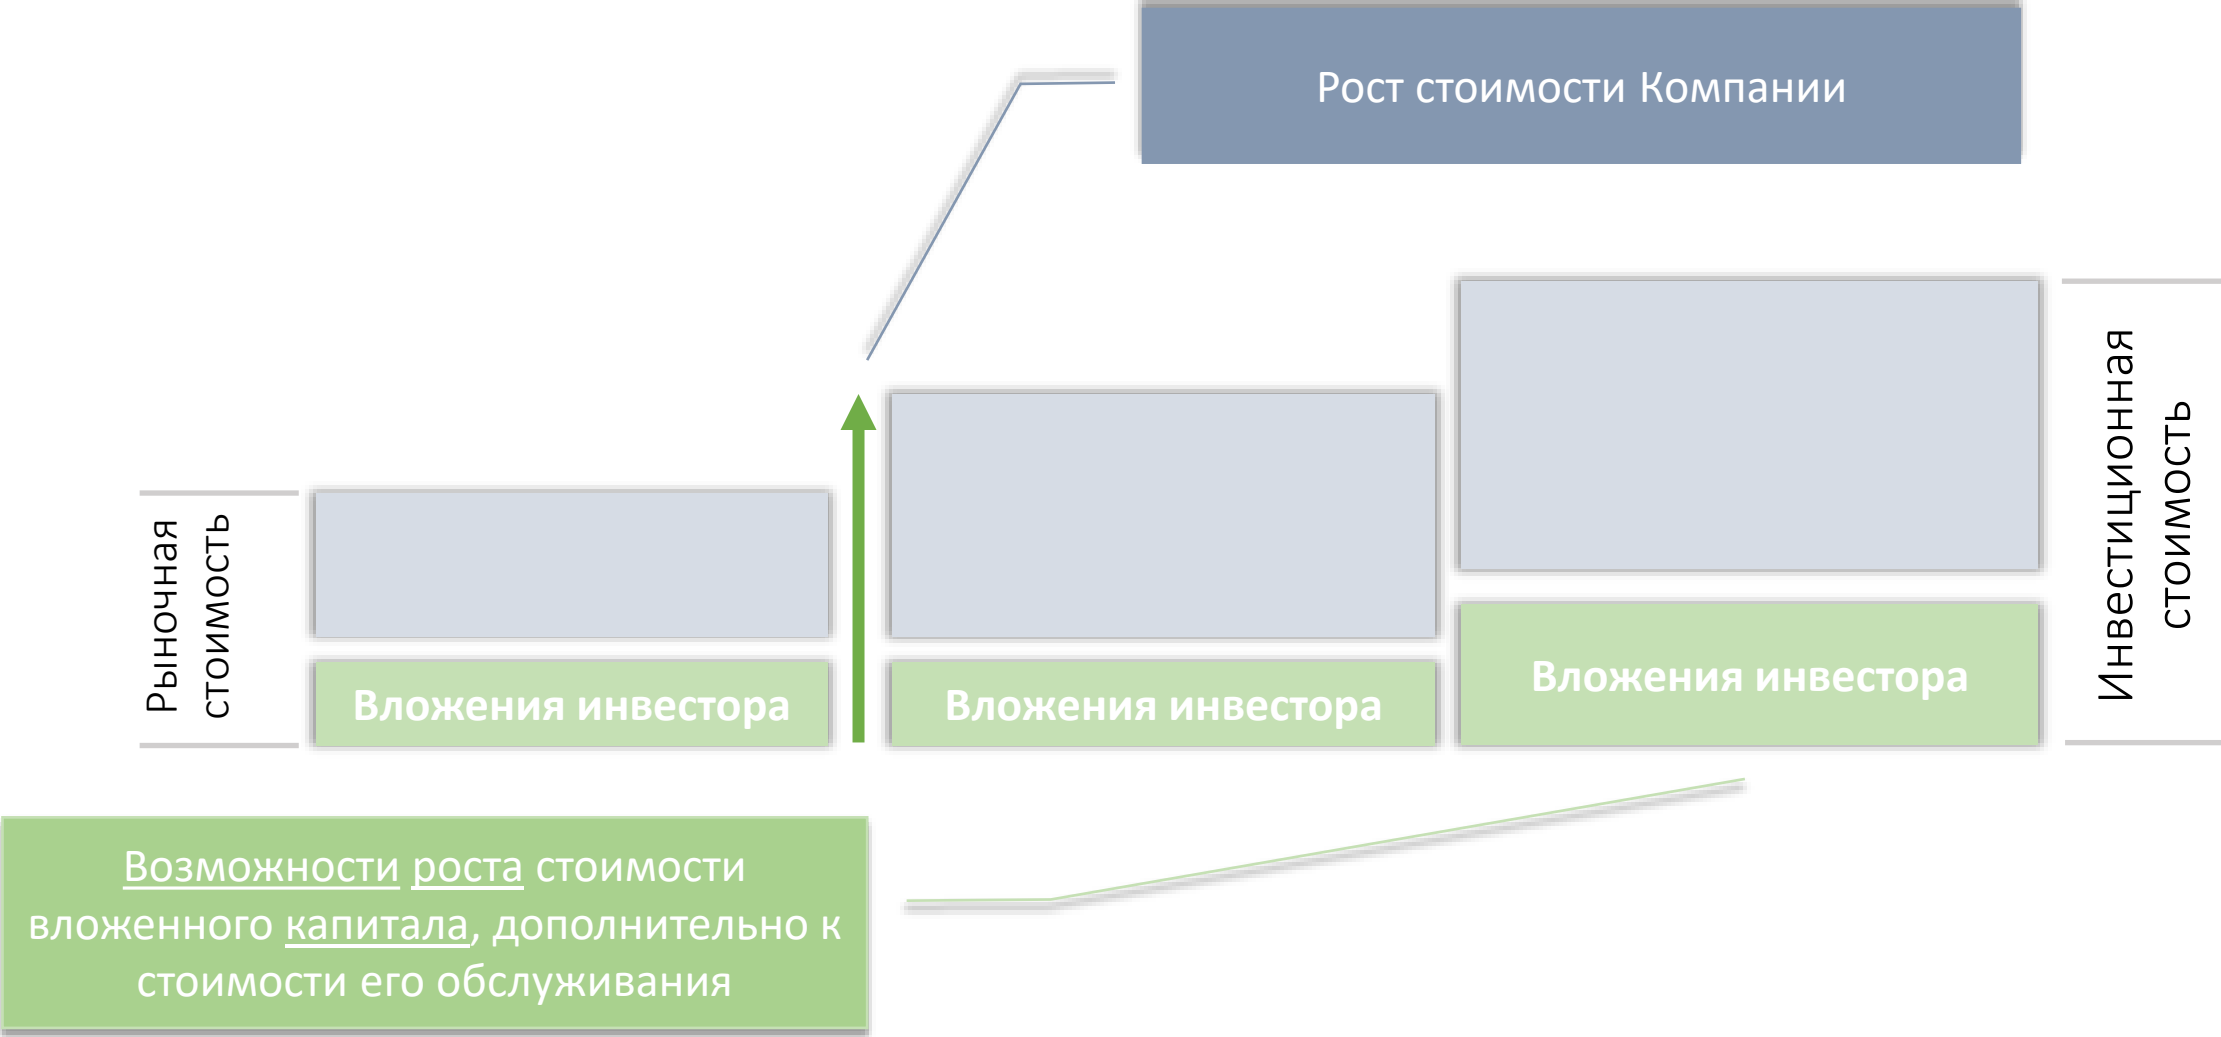 Рост стоимости Компании
Рыночная
стоимость
Вложения инвестора
Вложения инвестора
Вложения инвестора
Инвестиционная
стоимость
Возможности роста стоимости
вложенного капитала, дополнительно к
стоимости его обслуживания